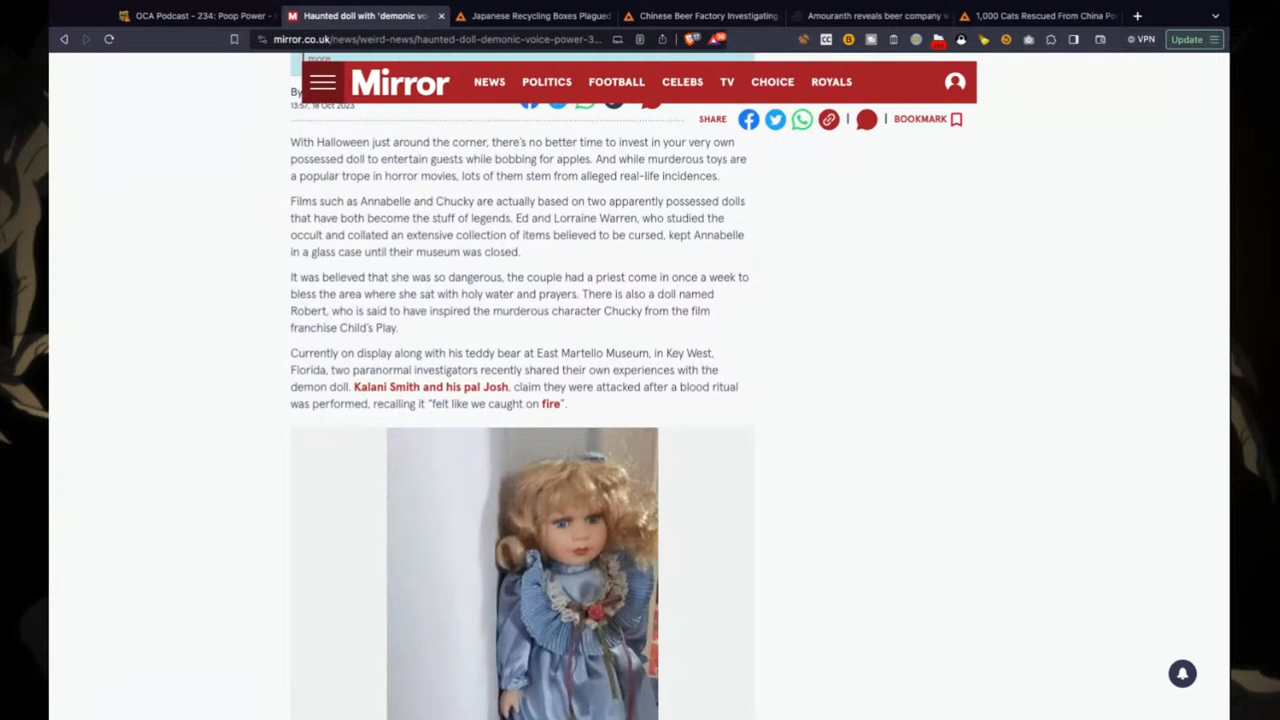 OCA Podcast - 234: Poop Power -
Haunted doll with 'demonic vo
Japanese Recycling Boxes Plagued
Chinese Beer Factory Investigating
Amouranth reveals beer company w
1,000 Cats Rescued From China Po
mirror.co.uk/news/weird-news/haunted-doll-demonic-voice-power-3...
VPN
Update
more
Mirror
NEWS POLITICS FOOTBALL CELEBS TV CHOICE ROYALS
By
13:57, 18 Oct 2023
SHARE
BOOKMARK
With Halloween just around the corner, there's no better time to invest in your very own
possessed doll to entertain guests while bobbing for apples. And while murderous toys are
a popular trope in horror movies, lots of them stem from alleged real-life incidences.
Films such as Annabelle and Chucky are actually based on two apparently possessed dolls
that have both become the stuff of legends. Ed and Lorraine Warren, who studied the
occult and collated an extensive collection of items believed to be cursed, kept Annabelle
in a glass case until their museum was closed.
It was believed that she was so dangerous, the couple had a priest come in once a week to
bless the area where she sat with holy water and prayers. There is also a doll named
Robert, who is said to have inspired the murderous character Chucky from the film
franchise Child's Play.
Currently on display along with his teddy bear at East Martello Museum, in Key West,
Florida, two paranormal investigators recently shared their own experiences with the
demon doll. Kalani Smith and his pal Josh, claim they were attacked after a blood ritual
was performed, recalling it "felt like we caught on fire".